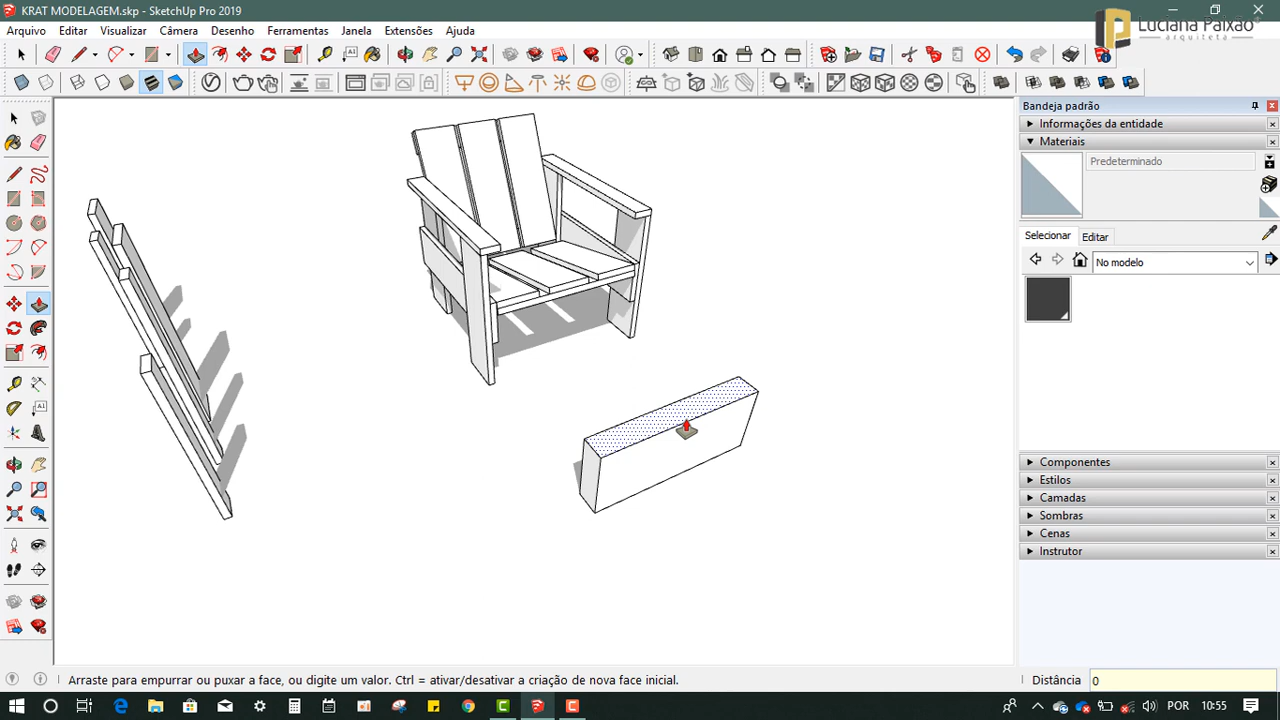 KRAT MODELAGEM.skp - SketchUp Pro 2019
Luciana Paixão®
arquiteta
Arquivo Editar Visualizar Câmera Desenho Ferramentas Janela Extensões Ajuda
Bandeja padrão
Informações da entidade
Materiais
Predeterminado
Selecionar Editar
No modelo
Componentes
Estilos
Camadas
Sombras
Cenas
Instrutor
Arraste para empurrar ou puxar a face, ou digite um valor. Ctrl = ativar/desativar a criação de nova face inicial.
Distância 0
POR 10:55